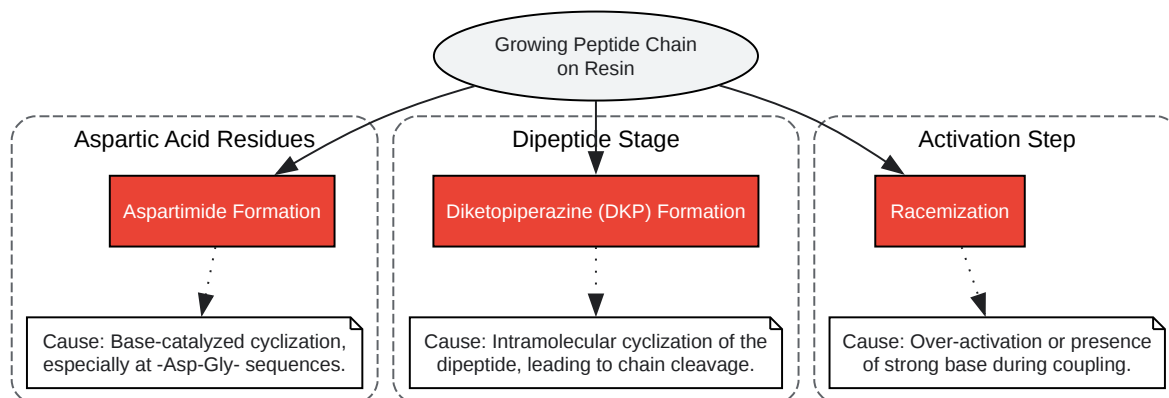 Growing Peptide Chain
on Resin
Aspartic Acid Residues
Dipeptide Stage
Activation Step
Aspartimide Formation
Diketopiperazine (DKP) Formation
Racemization
Cause: Base-catalyzed cyclization,
especially at -Asp-Gly- sequences.
Cause: Intramolecular cyclization of the
dipeptide, leading to chain cleavage.
Cause: Over-activation or presence
of strong base during coupling.